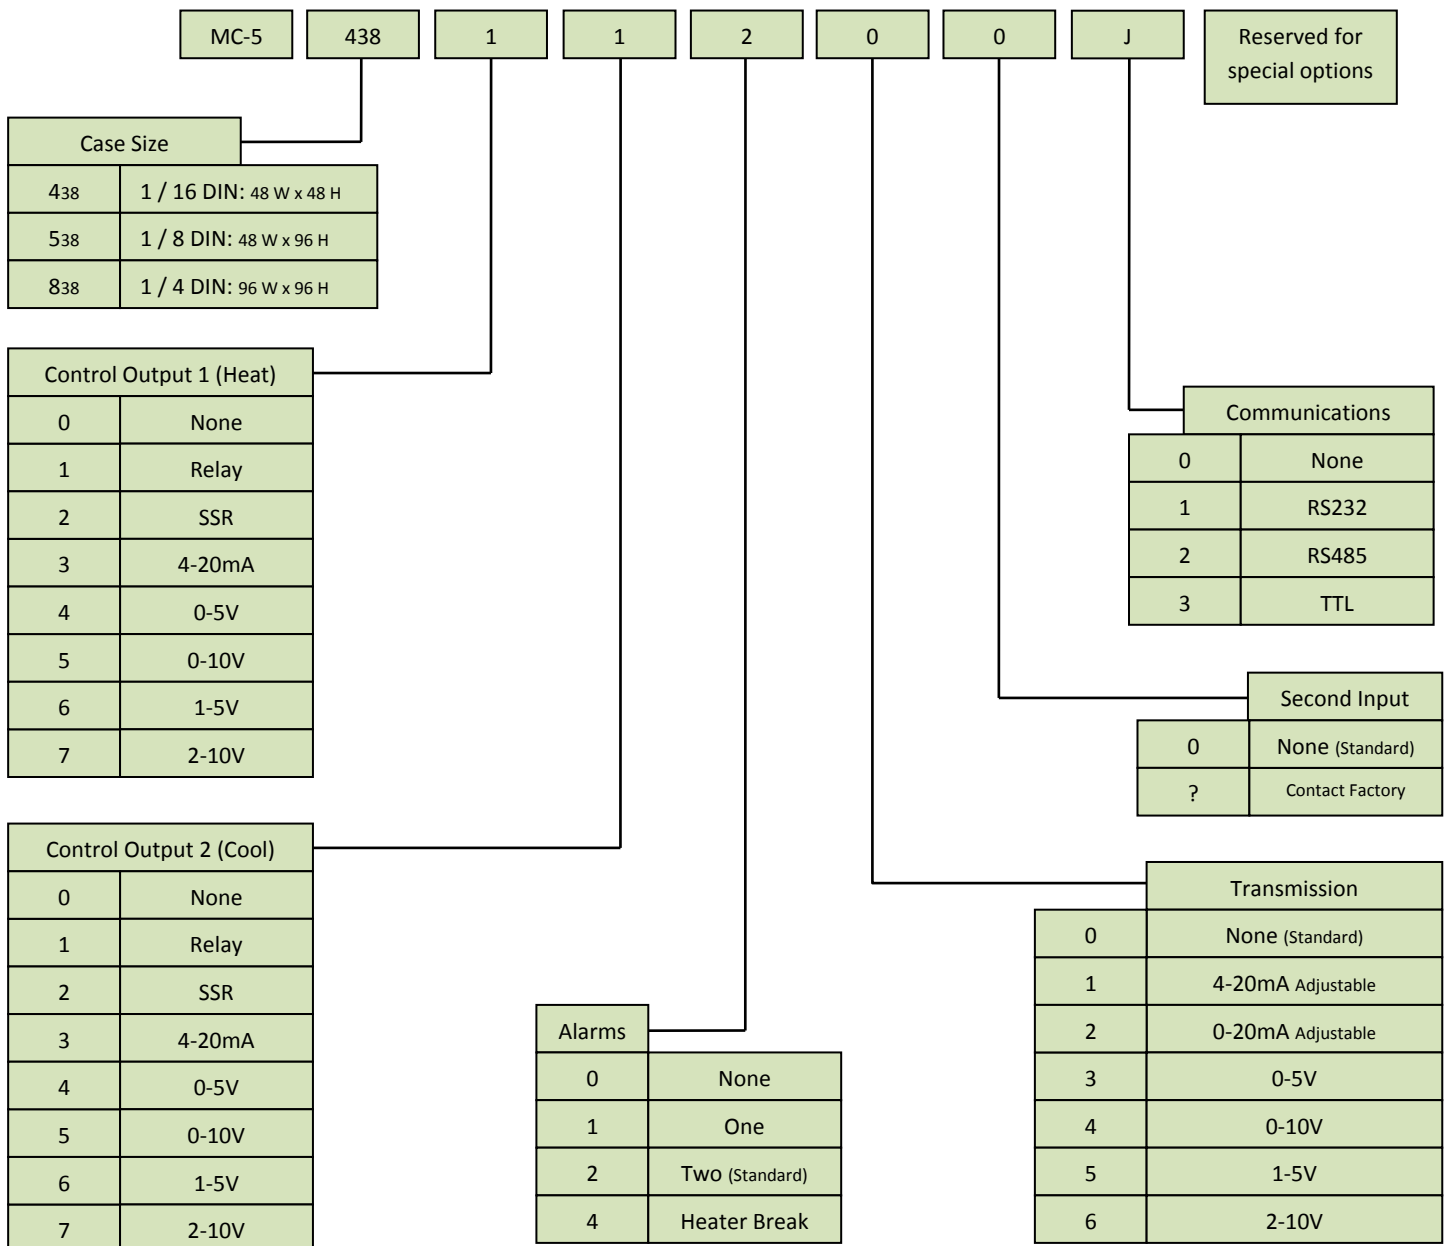 MC-5 438 1 1 2 0 0 J Reserved for
special options
Case Size
438 1 / 16 DIN: 48 W x 48 H
538 1 / 8 DIN: 48 W x 96 H
838 1 / 4 DIN: 96 W x 96 H
Control Output 1 (Heat)
0 None
1 Relay
2 SSR
3 4-20mA
4 0-5V
5 0-10V
6 1-5V
7 2-10V
Control Output 2 (Cool)
0 None
1 Relay
2 SSR
3 4-20mA
4 0-5V
5 0-10V
6 1-5V
7 2-10V
Alarms
0 None
1 One
2 Two (Standard)
4 Heater Break
Communications
0 None
1 RS232
2 RS485
3 TTL
Second Input
0 None (Standard)
? Contact Factory
Transmission
0 None (Standard)
1 4-20mA Adjustable
2 0-20mA Adjustable
3 0-5V
4 0-10V
5 1-5V
6 2-10V